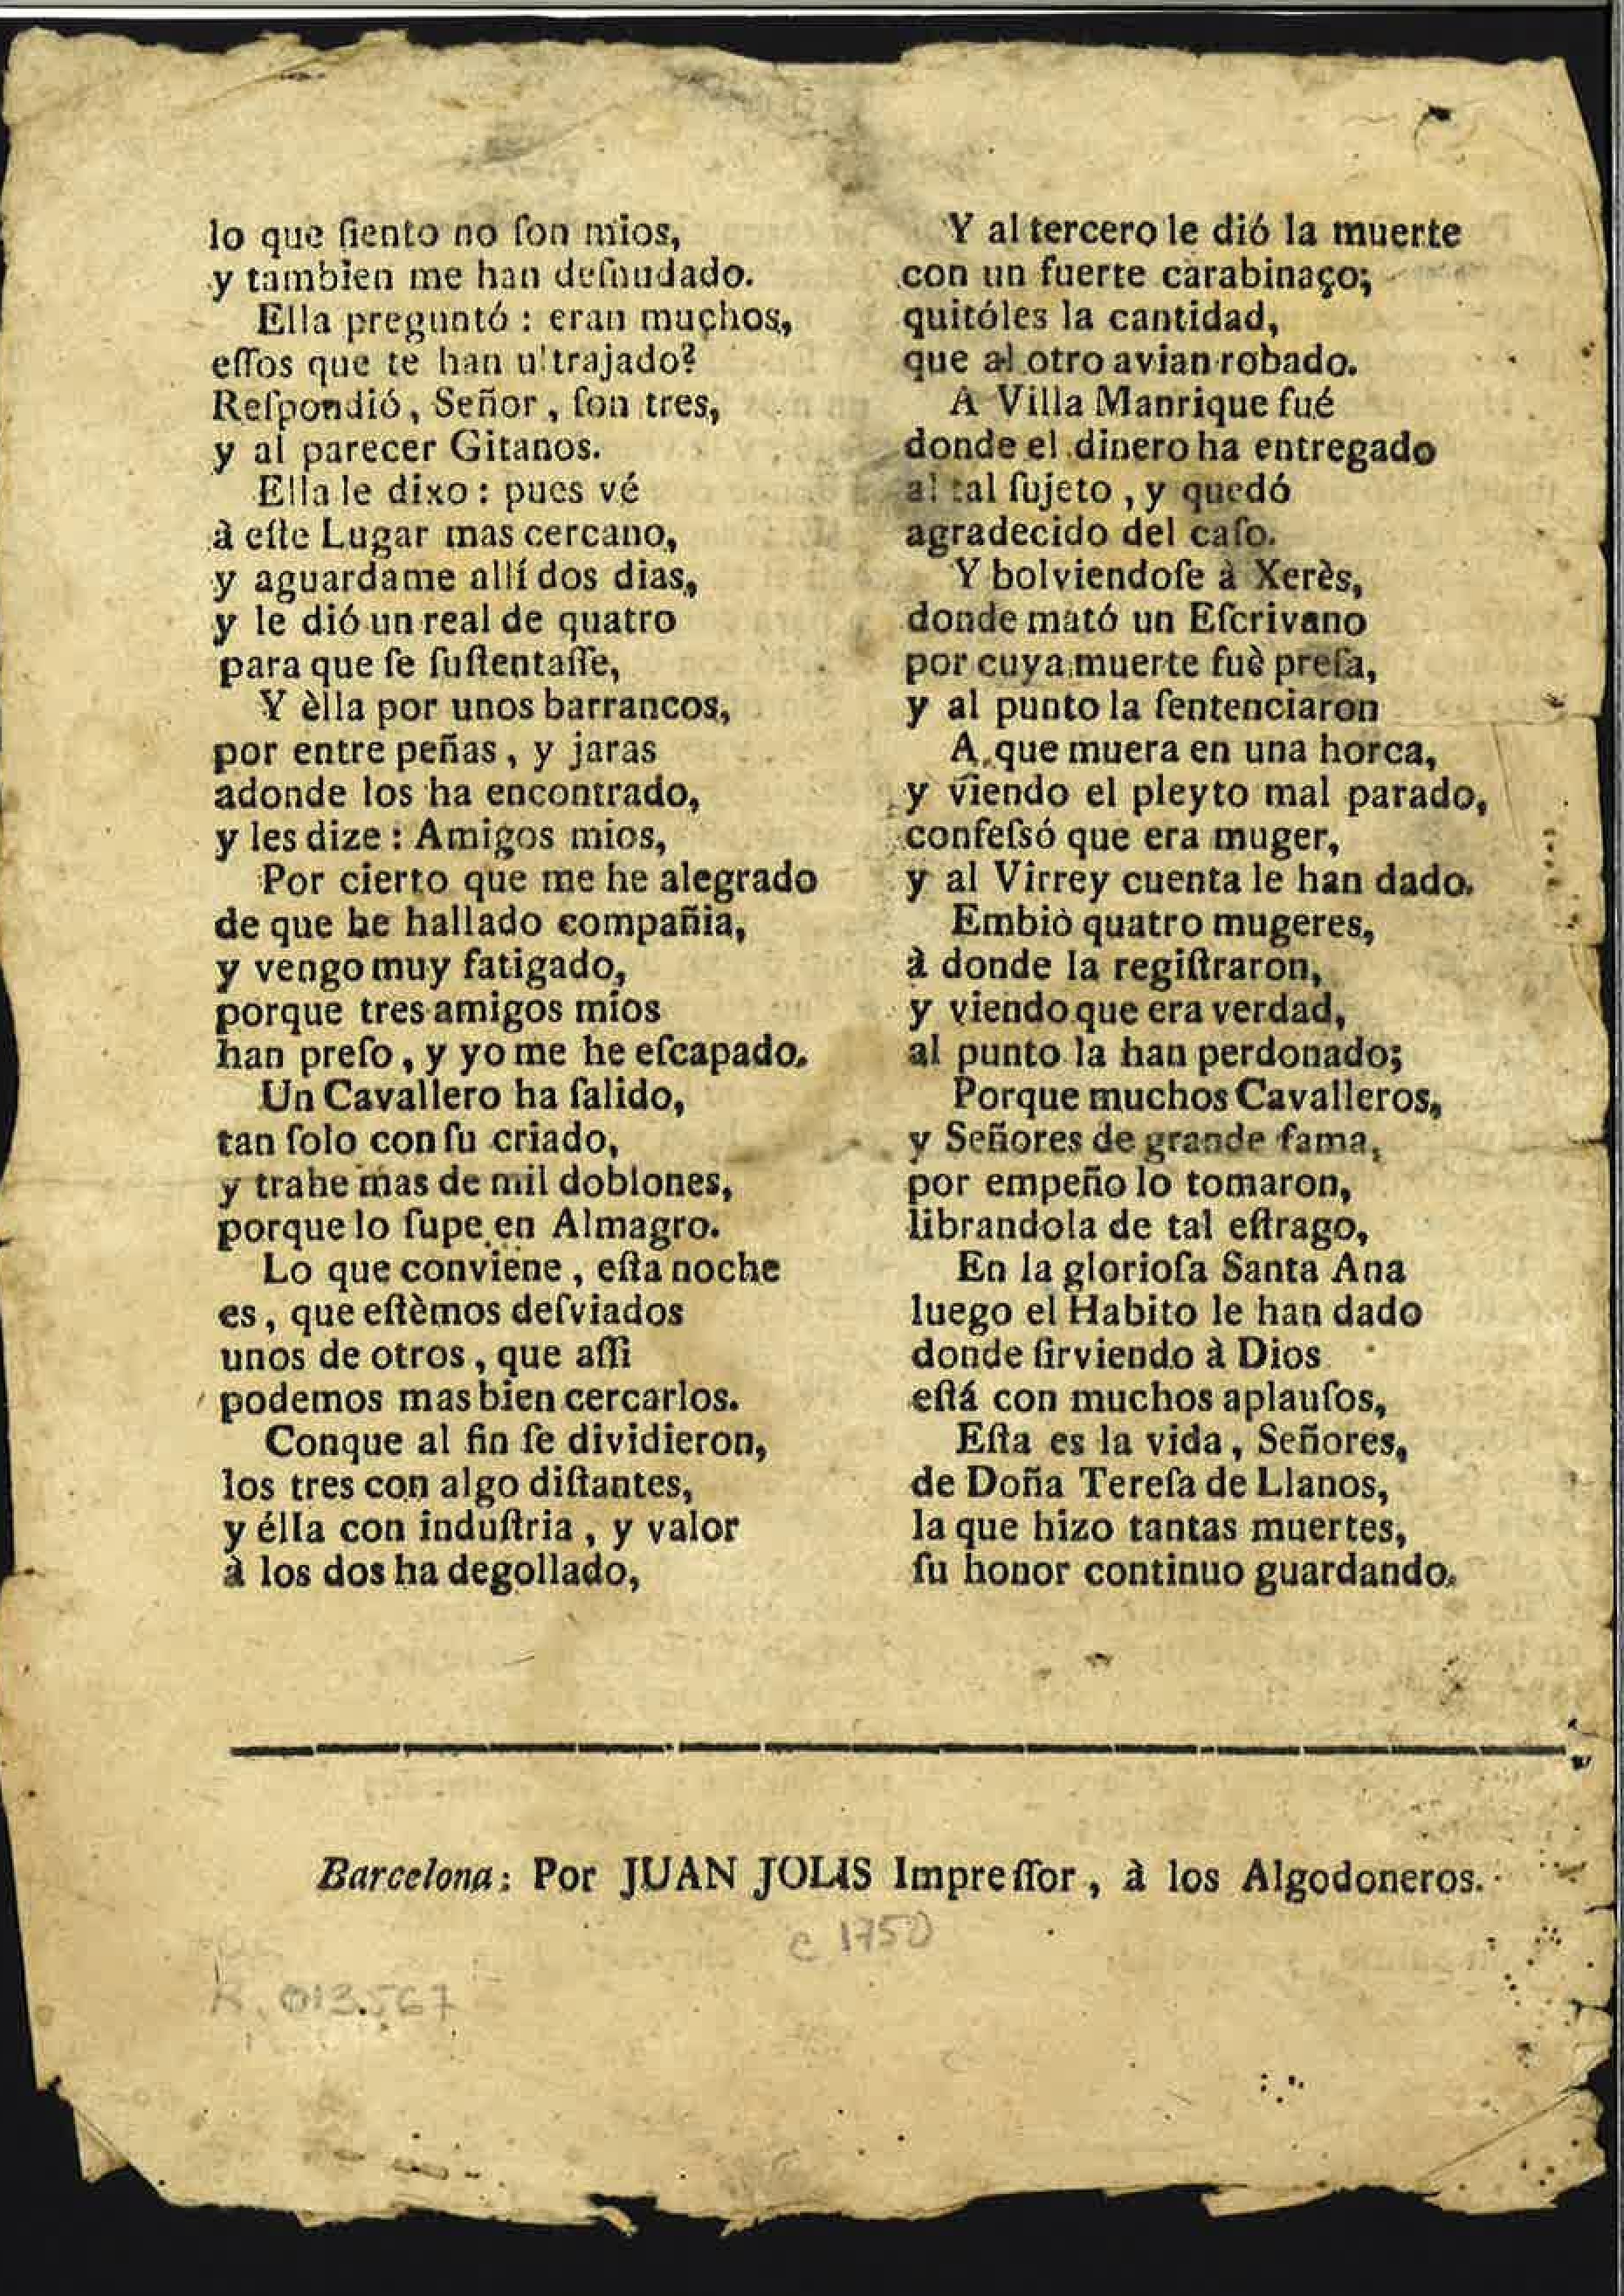 lo que ſiento no ſon mios,
y tambien me han deſnudado.
Ella preguntó : eran muchos,
eſſos que te han ultrajado?
Reſpondió, Señor, ſon tres,
y al parecer Gitanos.
Ella le dixo : pues vé
à eſte Lugar mas cercano,
y aguardame allí dos dias,
y le dió un real de quatro
para que ſe ſuſtentaſſe,
Y èlla por unos barrancos,
por entre peñas, y jaras
adonde los ha encontrado,
y les dize : Amigos mios,
Por cierto que me he alegrado
de que he hallado compañia,
y vengo muy fatigado,
porque tres amigos mios
han preſo, y yo me he eſcapado.
Un Cavallero ha ſalido,
tan ſolo con ſu criado,
y trahe mas de mil doblones,
porque lo ſupe en Almagro.
Lo que conviene, eſta noche
es, que eſtèmos deſviados
unos de otros, que aſſi
podemos mas bien cercarlos.
Conque al fin ſe dividieron,
los tres con algo diſtantes,
y élla con induſtria, y valor
à los dos ha degollado,
Y al tercero le dió la muerte
con un fuerte carabinaço;
quitóles la cantidad,
que al otro avian robado.
A Villa Manrique fué
donde el dinero ha entregado
al tal ſujeto, y quedó
agradecido del caſo.
Y bolviendoſe à Xerès,
donde mató un Eſcrivano
por cuya muerte fuè preſa,
y al punto la ſentenciaron
A que muera en una horca,
y viendo el pleyto mal parado,
confeſsó que era muger,
y al Virrey cuenta le han dado.
Embiò quatro mugeres,
à donde la regiſtraron,
y viendo que era verdad,
al punto la han perdonado;
Porque muchos Cavalleros,
y Señores de grande fama,
por empeño lo tomaron,
librandola de tal eſtrago,
En la glorioſa Santa Ana
luego el Habito le han dado
donde ſirviendo à Dios
eſtá con muchos aplauſos,
Eſta es la vida, Señores,
de Doña Tereſa de Llanos,
la que hizo tantas muertes,
ſu honor continuo guardando.
Barcelona: Por JUAN JOLIS Impreſſor, à los Algodoneros.
c 1750
R. 013.567